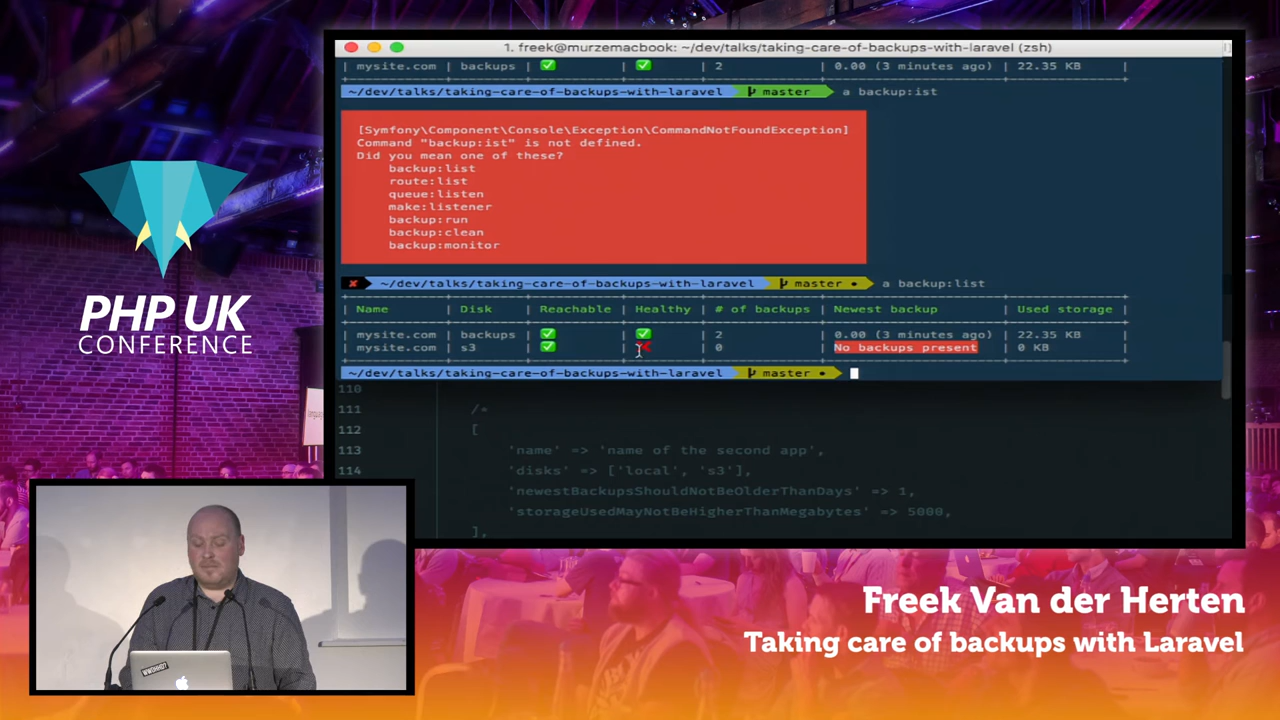 1. freek@murzemacbook: ~/dev/talks/taking-care-of-backups-with-laravel (zsh)
| mysite.com | backups | ✅ | ✅ | 2 | 0.00 (3 minutes ago) | 22.35 KB
~/dev/talks/taking-care-of-backups-with-laravel master a backup:ist
[Symfony\Component\Console\Exception\CommandNotFoundException]
Command "backup:ist" is not defined.
Did you mean one of these?
backup:list
route:list
queue:listen
make:listener
backup:run
backup:clean
backup:monitor
✘ ~/dev/talks/taking-care-of-backups-with-laravel master • a backup:list
| Name | Disk | Reachable | Healthy | # of backups | Newest backup | Used storage |
| mysite.com | backups | ✅ | ✅ | 2 | 0.00 (3 minutes ago) | 22.35 KB |
| mysite.com | s3 | ✅ | ❌ | 0 | No backups present | 0 KB |
~/dev/talks/taking-care-of-backups-with-laravel master •
110
111 /*
112 [
113 'name' => 'name of the second app',
114 'disks' => ['local', 's3'],
'newestBackupsShouldNotBeOlderThanDays' => 1,
'storageUsedMayNotBeHigherThanMegabytes' => 5000,
],
PHP UK
CONFERENCE
Freek Van der Herten
Taking care of backups with Laravel